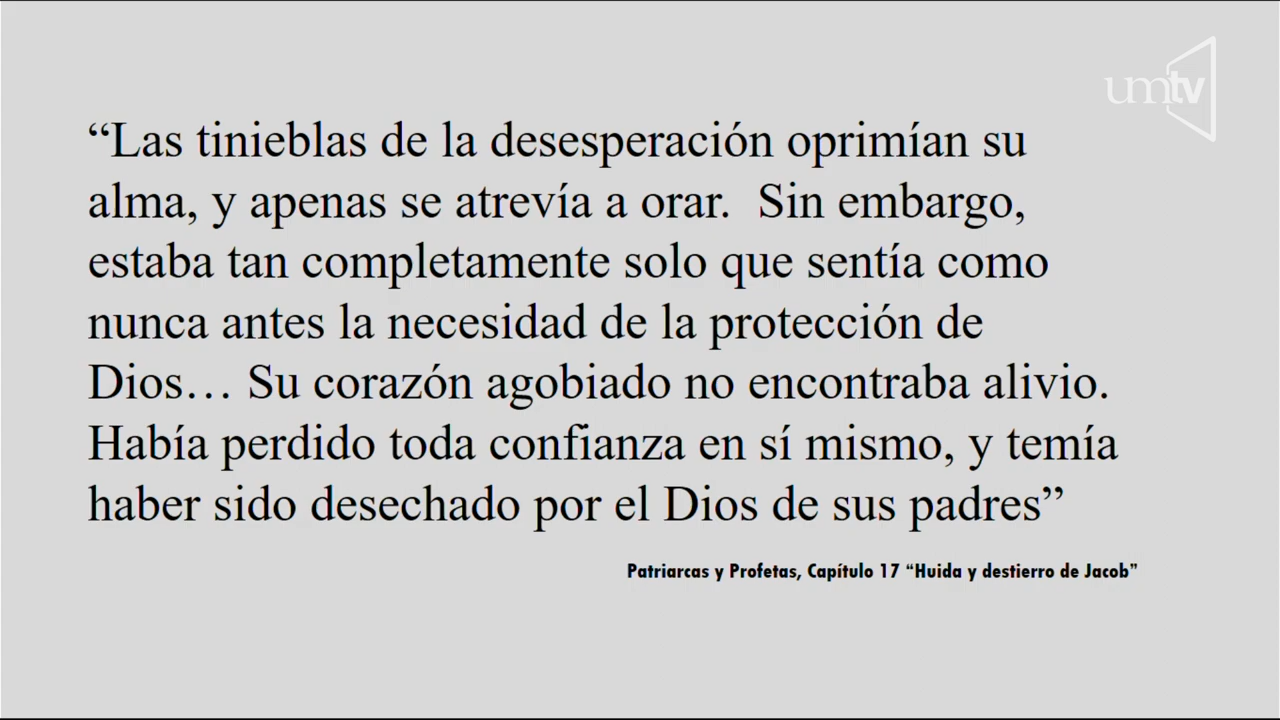 umtv
“Las tinieblas de la desesperación oprimían su
alma, y apenas se atrevía a orar.  Sin embargo,
estaba tan completamente solo que sentía como
nunca antes la necesidad de la protección de
Dios… Su corazón agobiado no encontraba alivio.
Había perdido toda confianza en sí mismo, y temía
haber sido desechado por el Dios de sus padres”
Patriarcas y Profetas, Capítulo 17 “Huida y destierro de Jacob”